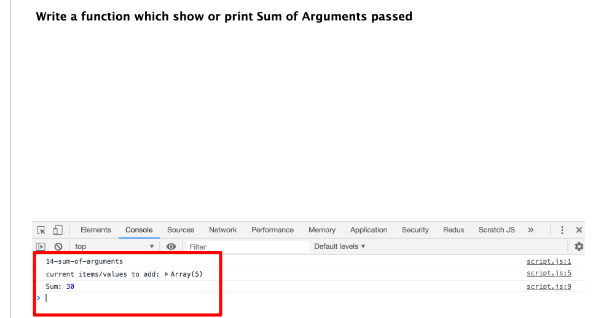 Write a function which show or print Sum of Arguments passed
Elements Console Sources Network Performance Memory Application Security Redux Scratch JS »
top ▼ Filter Default levels ▼
14-sum-of-arguments script.js:1
current items/values to add: ▶ Array(5) script.js:5
Sum: 30 script.js:9
>